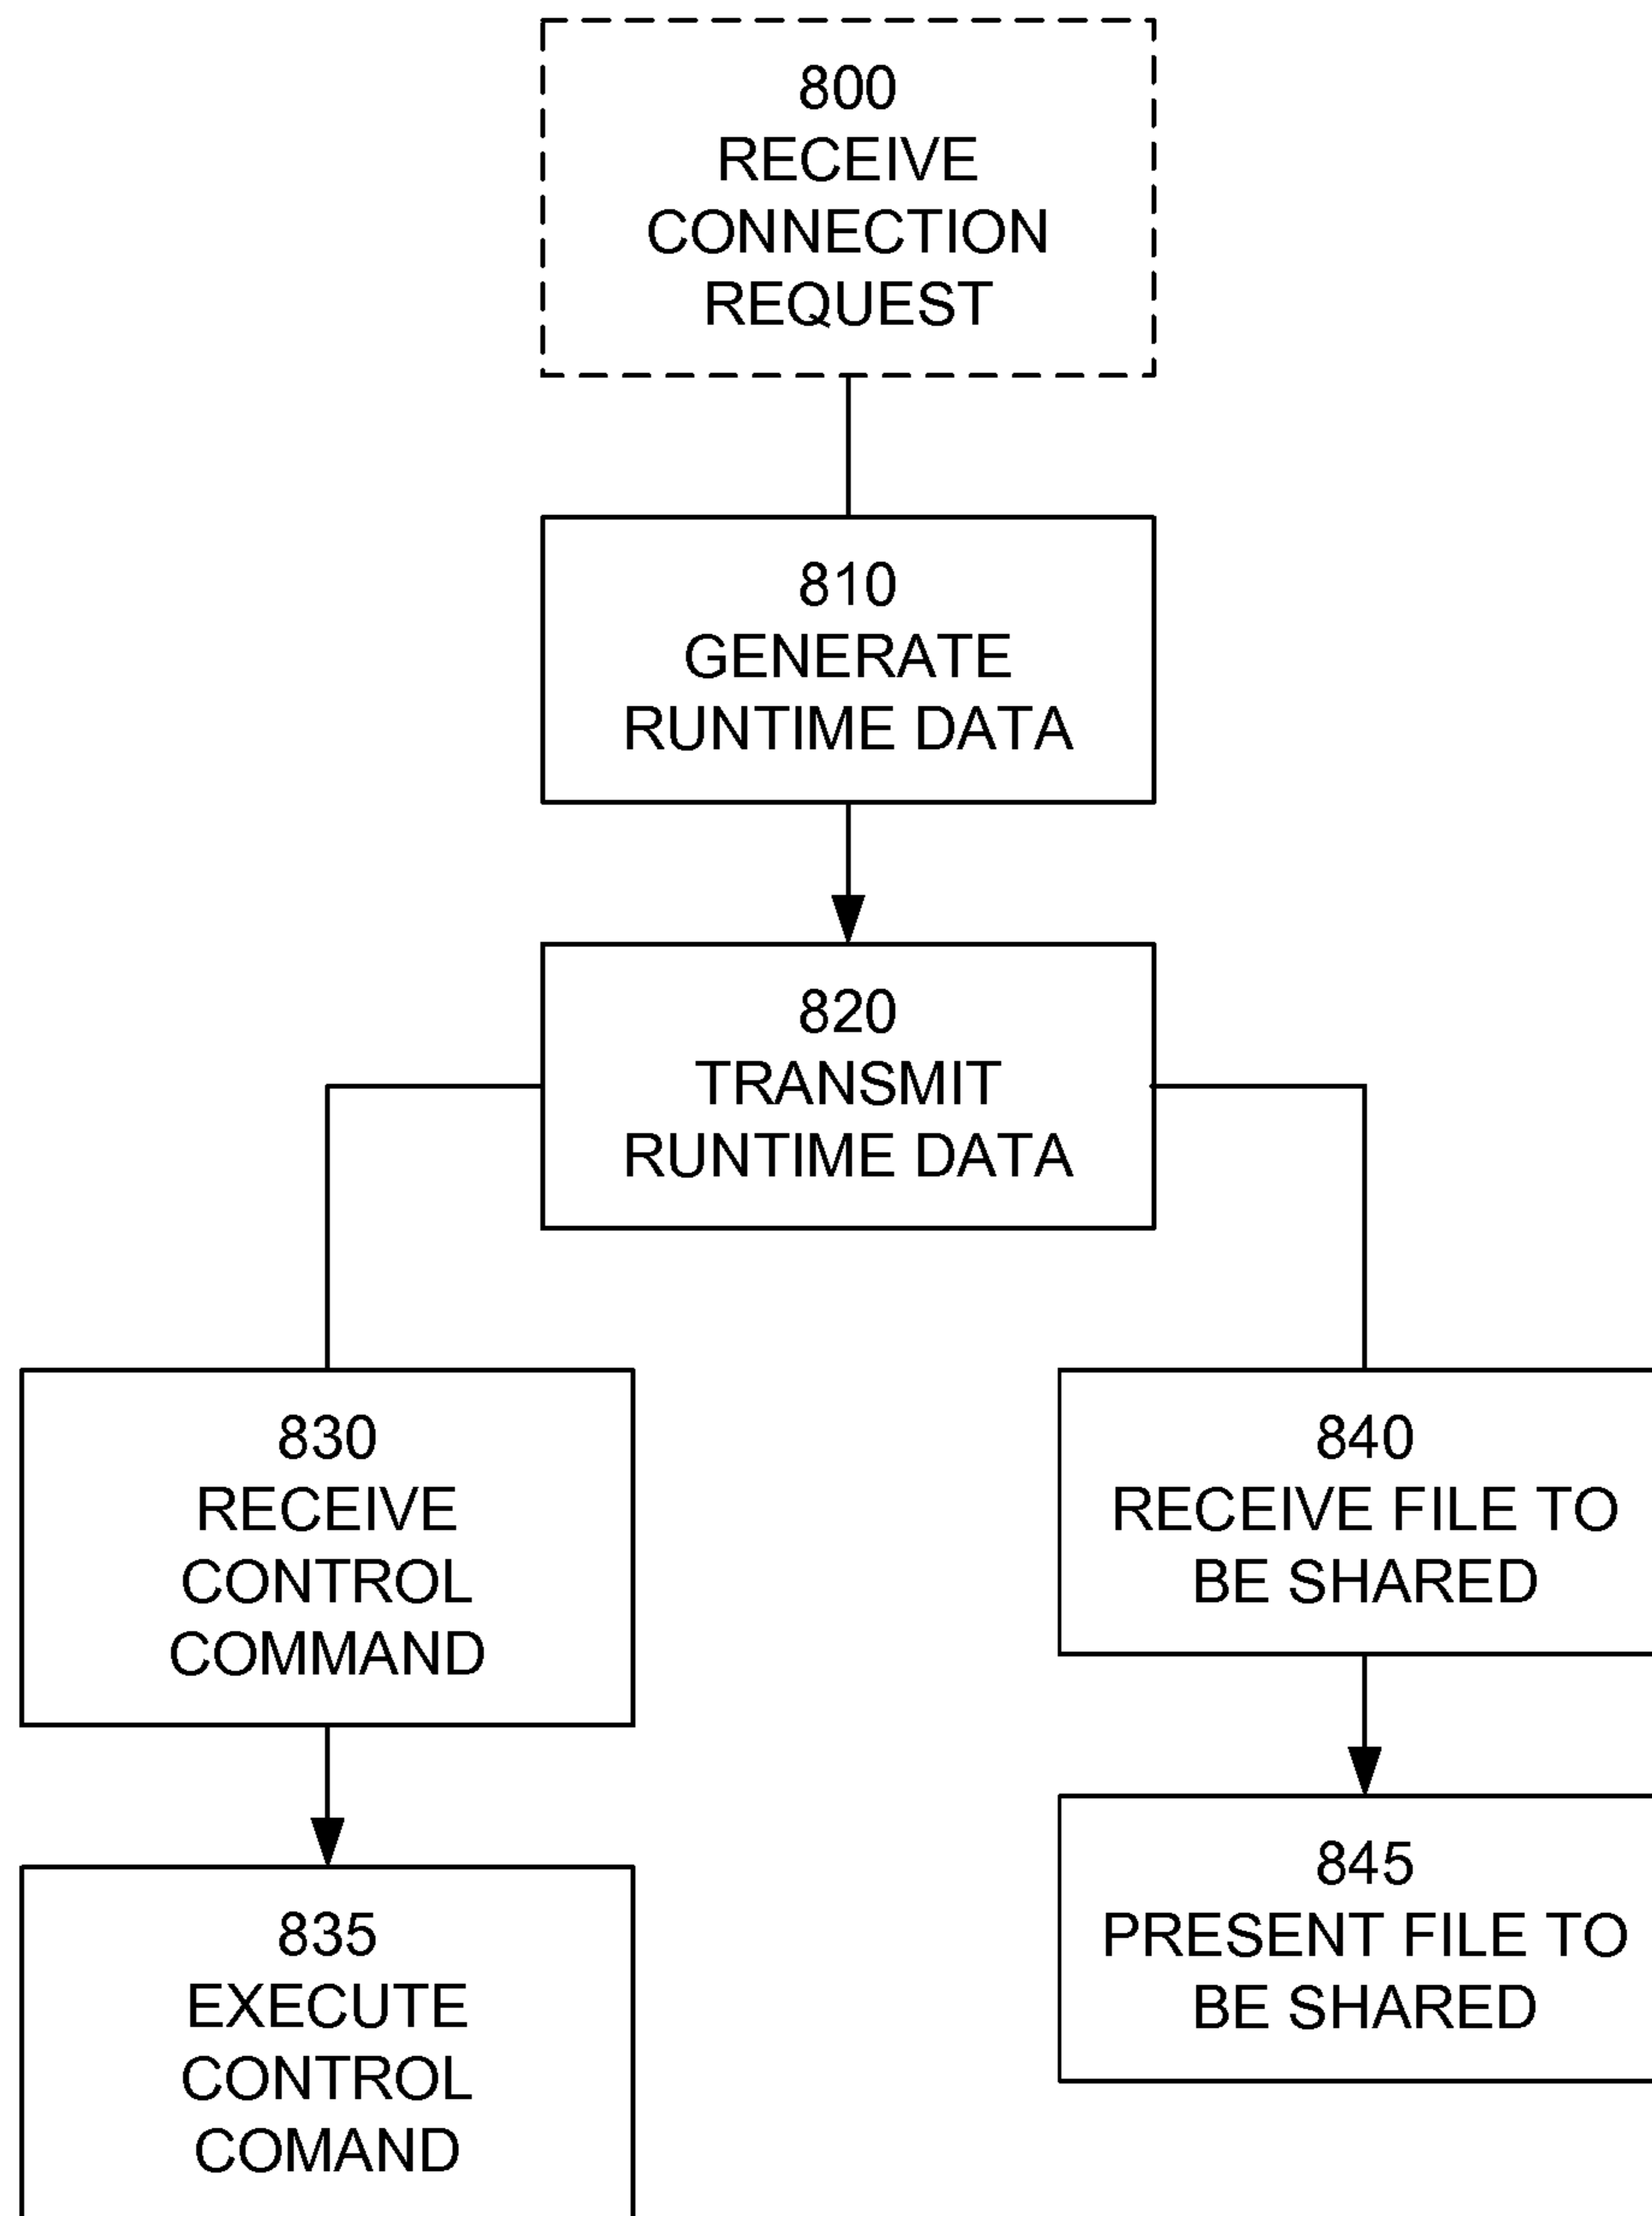 800
RECEIVE
CONNECTION
REQUEST
810
GENERATE
RUNTIME DATA
820
TRANSMIT
RUNTIME DATA
830
RECEIVE
CONTROL
COMMAND
840
RECEIVE FILE TO
BE SHARED
835
EXECUTE
CONTROL
COMAND
845
PRESENT FILE TO
BE SHARED